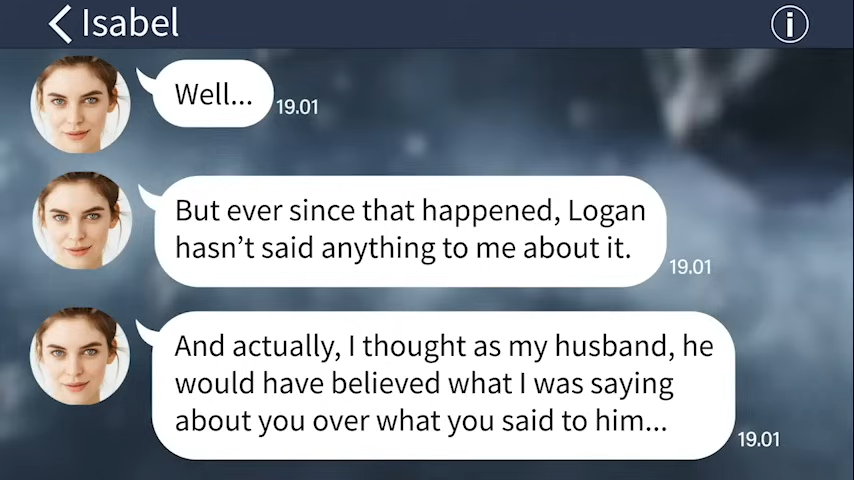 Isabel
i
Well...
19.01
But ever since that happened, Logan
hasn't said anything to me about it.
19.01
And actually, I thought as my husband, he
would have believed what I was saying
about you over what you said to him...
19.01